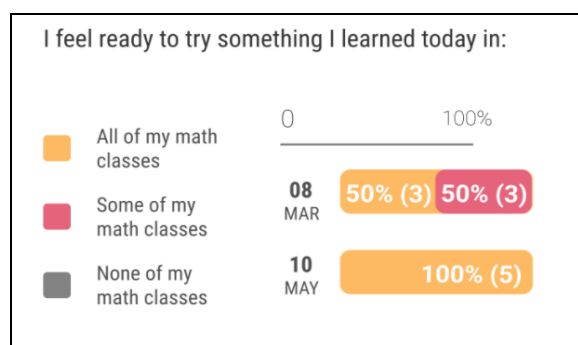 I feel ready to try something I learned today in:
0 100%
All of my math
classes
Some of my
math classes
None of my
math classes
08
MAR
50% (3) 50% (3)
10
MAY
100% (5)